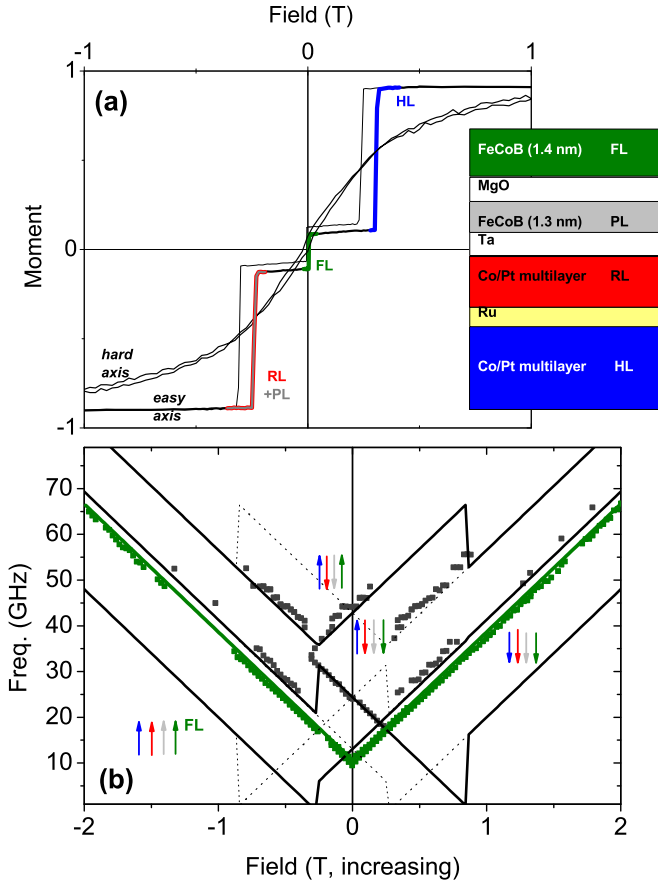 Field (T)
-1
0
1
(a)
1
0
-1
Moment
HL
FL
RL
+PL
hard
axis
easy
axis
FeCoB (1.4 nm) FL
MgO
FeCoB (1.3 nm) PL
Ta
Co/Pt multilayer RL
Ru
Co/Pt multilayer HL
70
60
50
40
30
20
10
Freq. (GHz)
FL
(b)
-2
-1
0
1
2
Field (T, increasing)